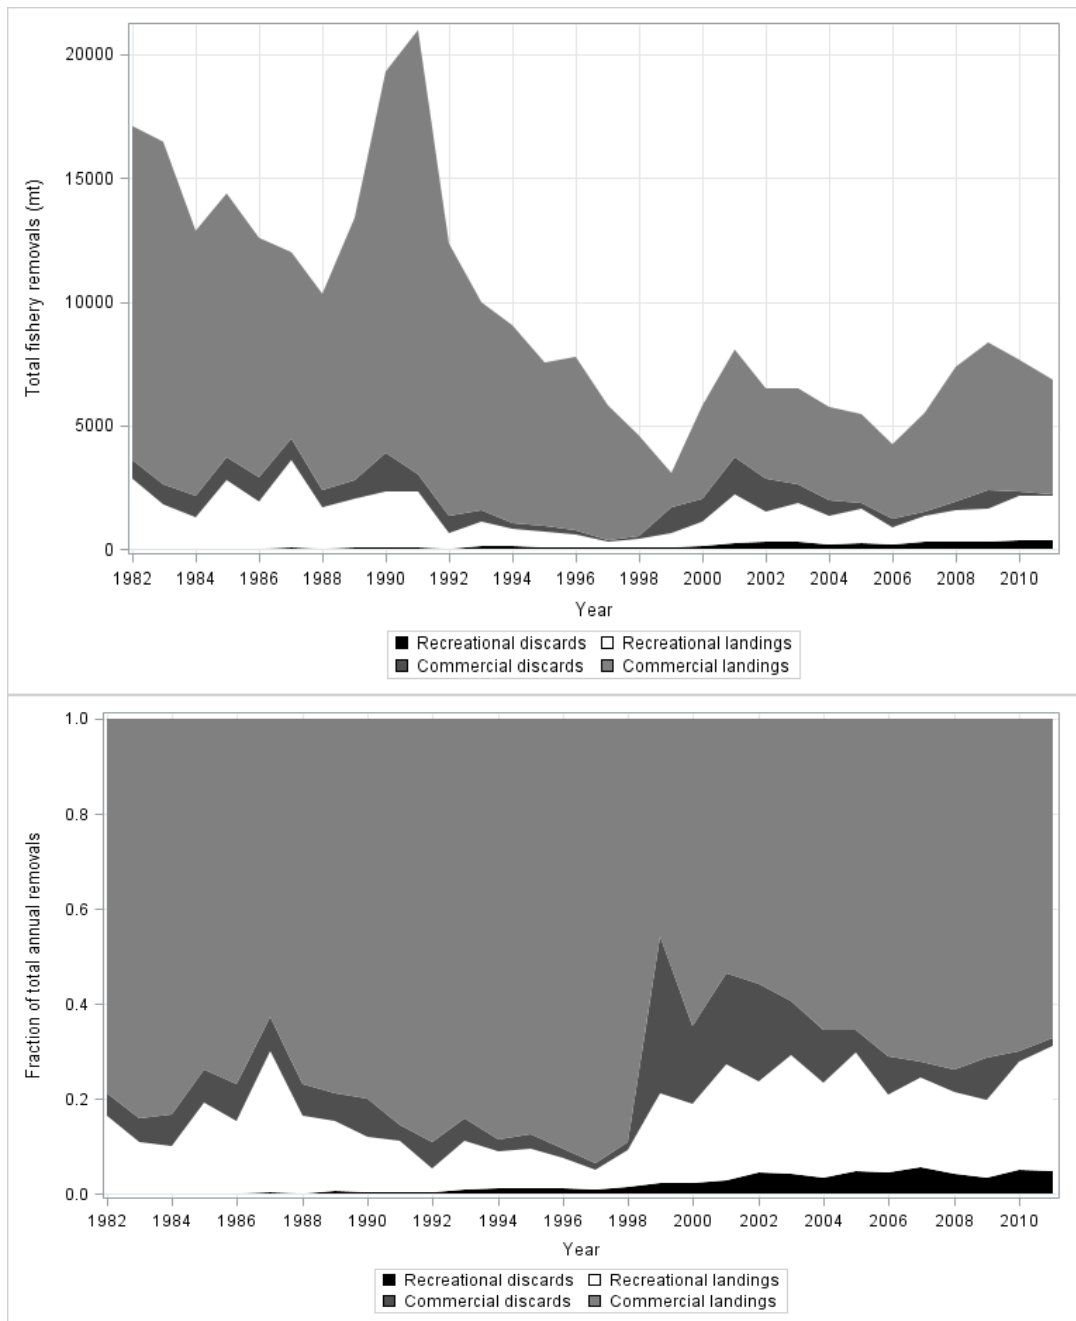 20000
15000
10000
5000
0
Total fishery removals (mt)
1982 1984 1986 1988 1990 1992 1994 1996 1998 2000 2002 2004 2006 2008 2010
Year
Recreational discards Recreational landings
Commercial discards Commercial landings
1.0
0.8
0.6
0.4
0.2
0.0
Fraction of total annual removals
1982 1984 1986 1988 1990 1992 1994 1996 1998 2000 2002 2004 2006 2008 2010
Year
Recreational discards Recreational landings
Commercial discards Commercial landings